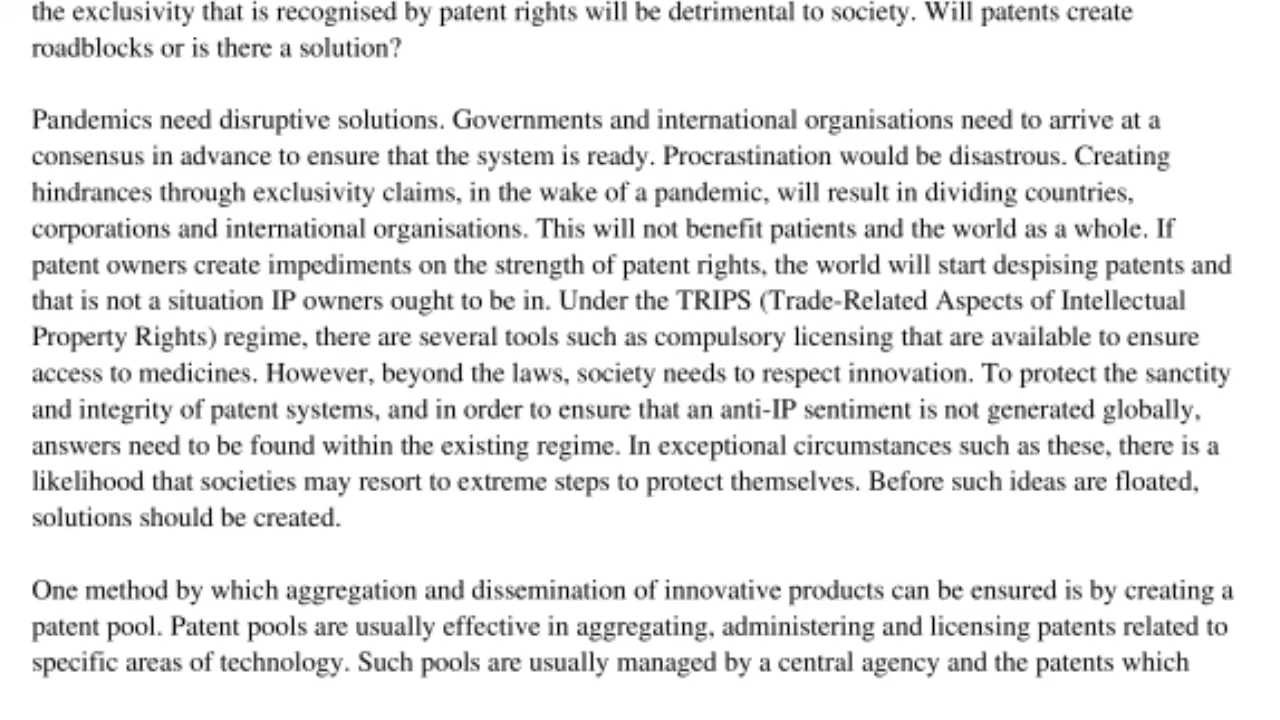 the exclusivity that is recognised by patent rights will be detrimental to society. Will patents create
roadblocks or is there a solution?
Pandemics need disruptive solutions. Governments and international organisations need to arrive at a
consensus in advance to ensure that the system is ready. Procrastination would be disastrous. Creating
hindrances through exclusivity claims, in the wake of a pandemic, will result in dividing countries,
corporations and international organisations. This will not benefit patients and the world as a whole. If
patent owners create impediments on the strength of patent rights, the world will start despising patents and
that is not a situation IP owners ought to be in. Under the TRIPS (Trade-Related Aspects of Intellectual
Property Rights) regime, there are several tools such as compulsory licensing that are available to ensure
access to medicines. However, beyond the laws, society needs to respect innovation. To protect the sanctity
and integrity of patent systems, and in order to ensure that an anti-IP sentiment is not generated globally,
answers need to be found within the existing regime. In exceptional circumstances such as these, there is a
likelihood that societies may resort to extreme steps to protect themselves. Before such ideas are floated,
solutions should be created.
One method by which aggregation and dissemination of innovative products can be ensured is by creating a
patent pool. Patent pools are usually effective in aggregating, administering and licensing patents related to
specific areas of technology. Such pools are usually managed by a central agency and the patents which